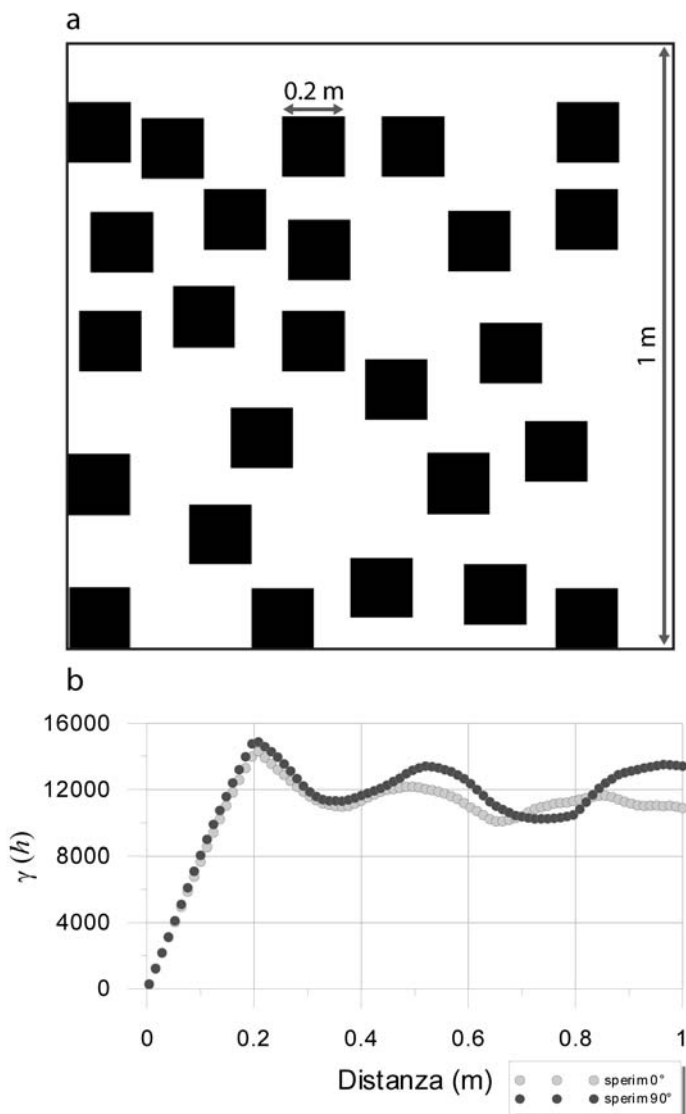 a
0.2 m
1 m
b
16000
12000
8000
4000
0
γ(h)
0 0.2 0.4 0.6 0.8 1
Distanza (m)
sperim 0°
sperim 90°